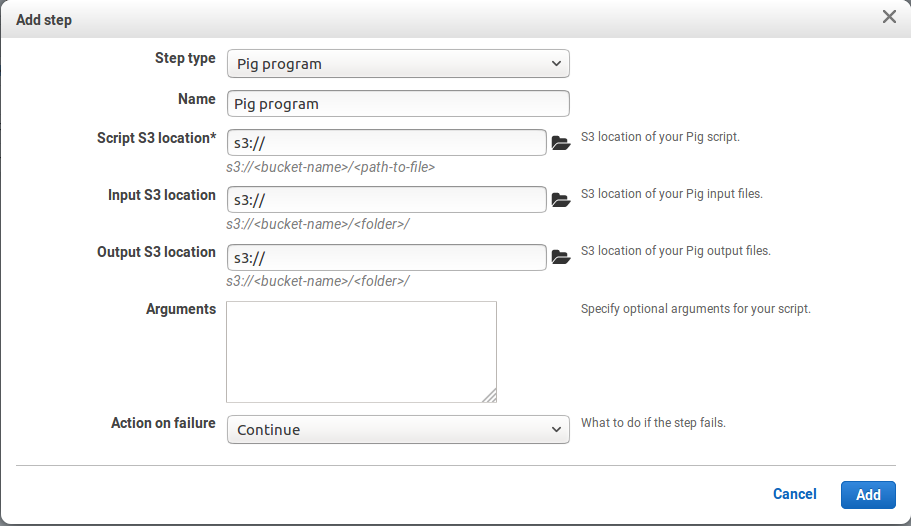 Add step
Step type Pig program
Name Pig program
Script S3 location* s3:// S3 location of your Pig script.
s3://<bucket-name>/<path-to-file>
Input S3 location s3:// S3 location of your Pig input files.
s3://<bucket-name>/<folder>/
Output S3 location s3:// S3 location of your Pig output files.
s3://<bucket-name>/<folder>/
Arguments Specify optional arguments for your script.
Action on failure Continue What to do if the step fails.
Cancel Add